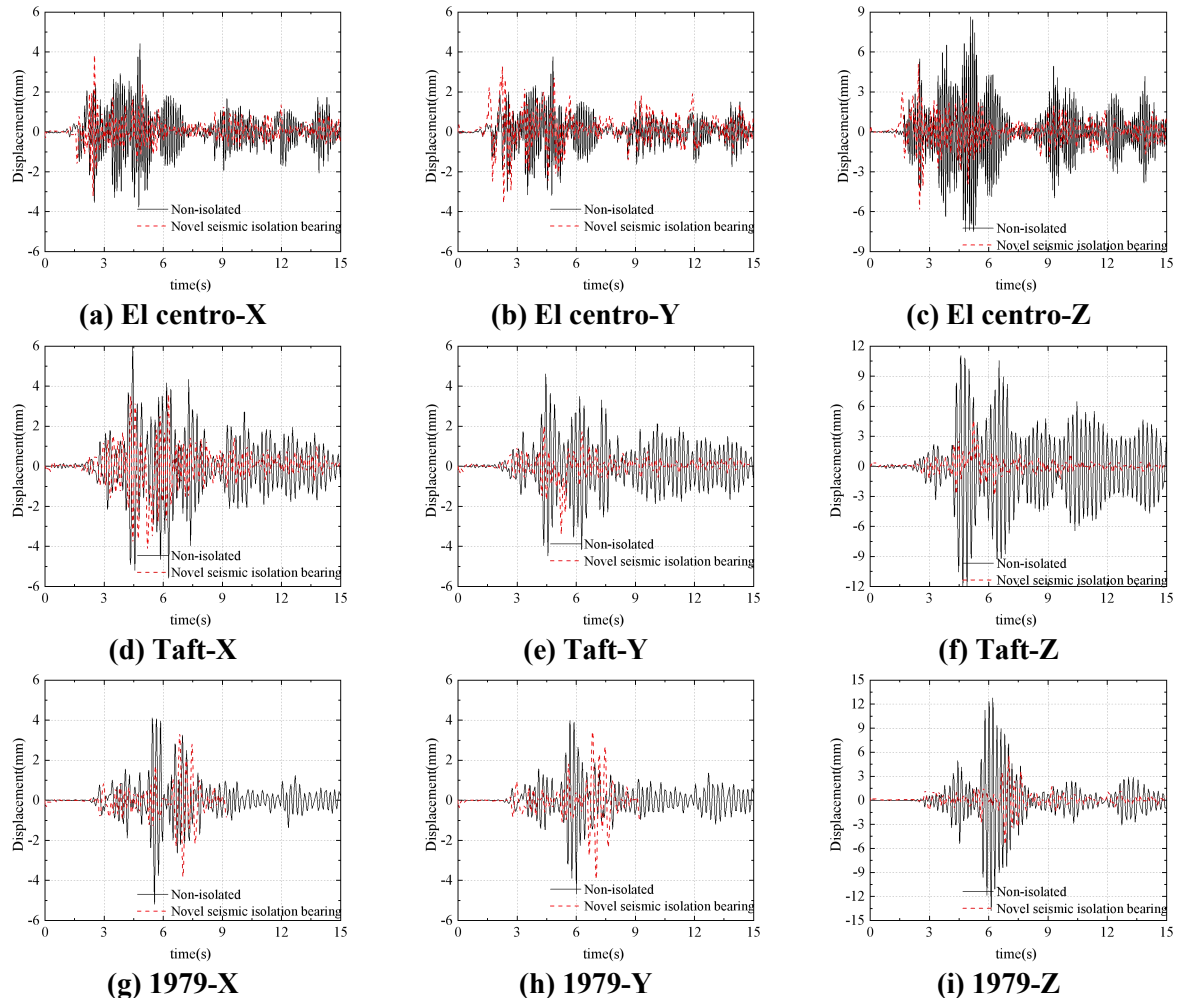 6
4
2
0
-2
-4
-6
Displacement(mm)
Non-isolated
Novel seismic isolation bearing
0 3 6 9 12 15
time(s)
(a) El centro-X
6
4
2
0
-2
-4
-6
Displacement(mm)
Non-isolated
Novel seismic isolation bearing
0 3 6 9 12 15
time(s)
(b) El centro-Y
9
6
3
0
-3
-6
-9
Displacement(mm)
Non-isolated
Novel seismic isolation bearing
0 3 6 9 12 15
time(s)
(c) El centro-Z
6
4
2
0
-2
-4
-6
Displacement(mm)
Non-isolated
Novel seismic isolation bearing
0 3 6 9 12 15
time(s)
(d) Taft-X
6
4
2
0
-2
-4
-6
Displacement(mm)
Non-isolated
Novel seismic isolation bearing
0 3 6 9 12 15
time(s)
(e) Taft-Y
12
9
6
3
0
-3
-6
-9
-12
Displacement(mm)
Non-isolated
Novel seismic isolation bearing
0 3 6 9 12 15
time(s)
(f) Taft-Z
6
4
2
0
-2
-4
-6
Displacement(mm)
Non-isolated
Novel seismic isolation bearing
0 3 6 9 12 15
time(s)
(g) 1979-X
6
4
2
0
-2
-4
-6
Displacement(mm)
Non-isolated
Novel seismic isolation bearing
0 3 6 9 12 15
time(s)
(h) 1979-Y
15
12
9
6
3
0
-3
-6
-9
-12
-15
Displacement(mm)
Non-isolated
Novel seismic isolation bearing
0 3 6 9 12 15
time(s)
(i) 1979-Z